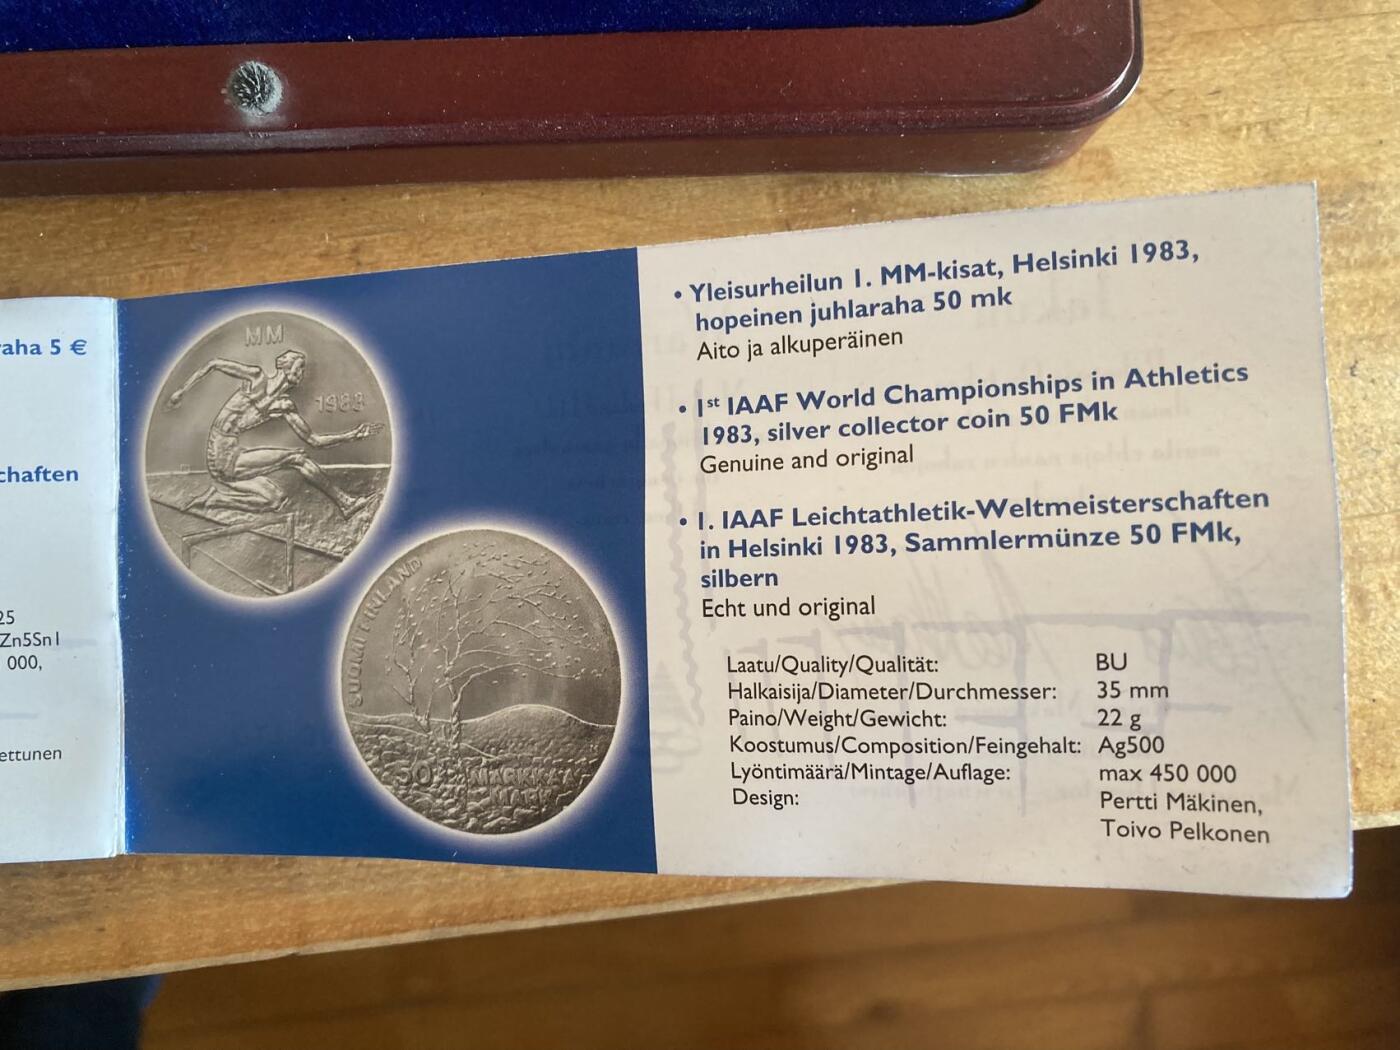 aha 5 €
chaften
25
Zn5Sn1
000,
ettunen
MM
1983
SUOMI FINLAND
50 MARKKAA
MARK
• Yleisurheilun 1. MM-kisat, Helsinki 1983,
hopeinen juhlaraha 50 mk
Aito ja alkuperäinen
• 1st IAAF World Championships in Athletics
1983, silver collector coin 50 FMk
Genuine and original
• 1. IAAF Leichtathletik-Weltmeisterschaften
in Helsinki 1983, Sammlermünze 50 FMk,
silbern
Echt und original
Laatu/Quality/Qualität: BU
Halkaisija/Diameter/Durchmesser: 35 mm
Paino/Weight/Gewicht: 22 g
Koostumus/Composition/Feingehalt: Ag500
Lyöntimäärä/Mintage/Auflage: max 450 000
Design: Pertti Mäkinen,
Toivo Pelkonen